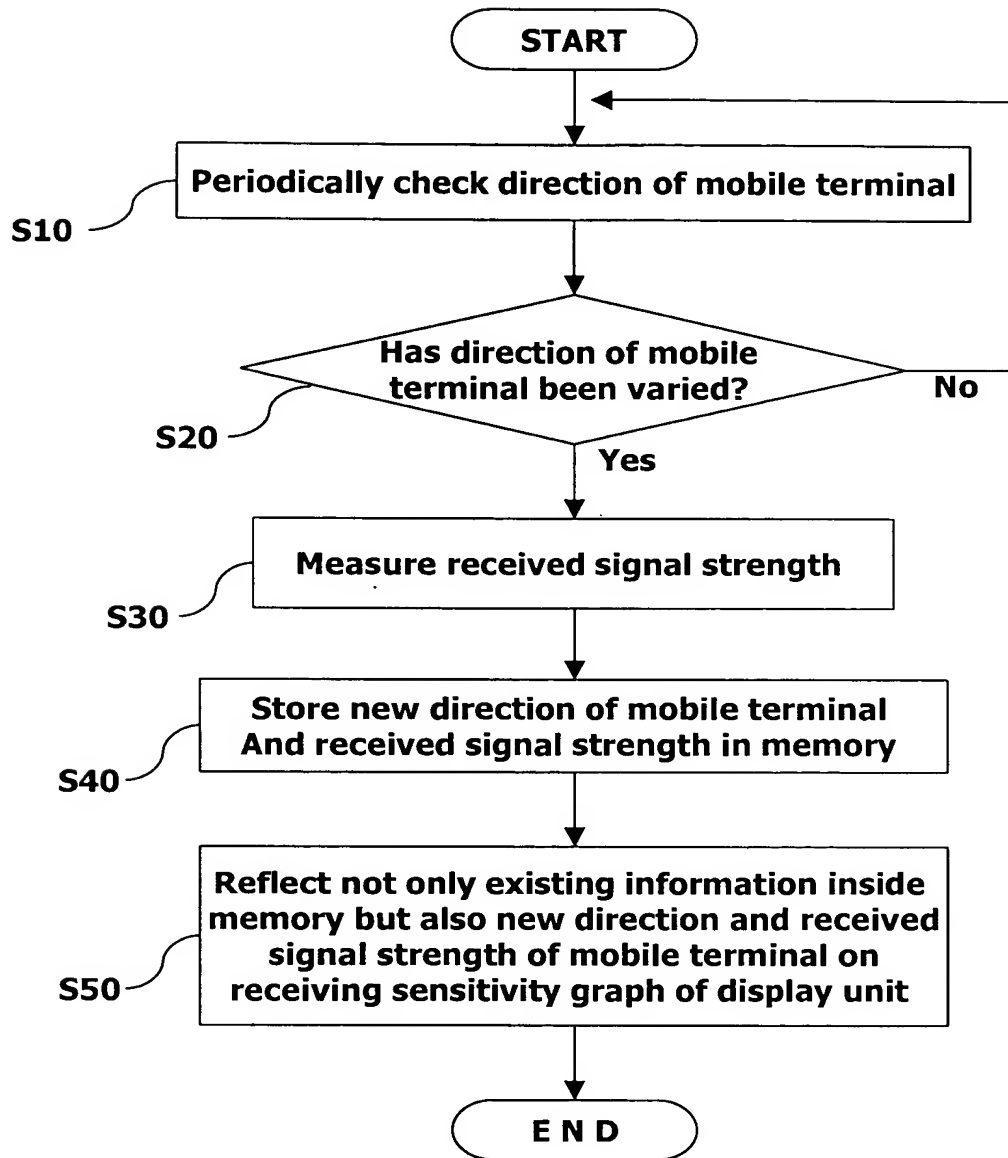 START
Periodically check direction of mobile terminal
S10
Has direction of mobile
terminal been varied?
No
S20
Yes
Measure received signal strength
S30
Store new direction of mobile terminal
And received signal strength in memory
S40
Reflect not only existing information inside
memory but also new direction and received
signal strength of mobile terminal on
receiving sensitivity graph of display unit
S50
E N D